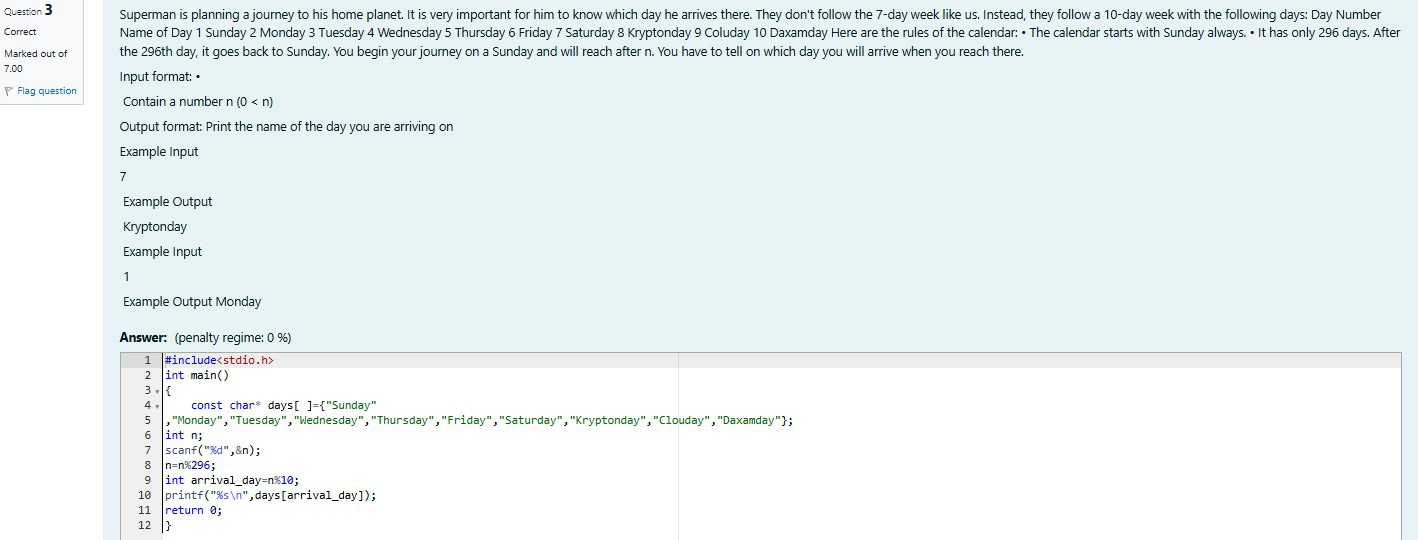 Question 3
Correct
Marked out of
7.00
Flag question
Superman is planning a journey to his home planet. It is very important for him to know which day he arrives there. They don't follow the 7-day week like us. Instead, they follow a 10-day week with the following days: Day Number
Name of Day 1 Sunday 2 Monday 3 Tuesday 4 Wednesday 5 Thursday 6 Friday 7 Saturday 8 Kryptonday 9 Coluday 10 Daxamday Here are the rules of the calendar: • The calendar starts with Sunday always. • It has only 296 days. After
the 296th day, it goes back to Sunday. You begin your journey on a Sunday and will reach after n. You have to tell on which day you will arrive when you reach there.
Input format: •
Contain a number n (0 < n)
Output format: Print the name of the day you are arriving on
Example Input
7
Example Output
Kryptonday
Example Input
1
Example Output Monday
Answer: (penalty regime: 0 %)
1 #include<stdio.h>
2 int main()
3 {
4 const char* days[ ]={"Sunday"
5 ,"Monday","Tuesday","Wednesday","Thursday","Friday","Saturday","Kryptonday","Clouday","Daxamday"};
6 int n;
7 scanf("%d",&n);
8 n=n%296;
9 int arrival_day=n%10;
10 printf("%s\n",days[arrival_day]);
11 return 0;
12 }